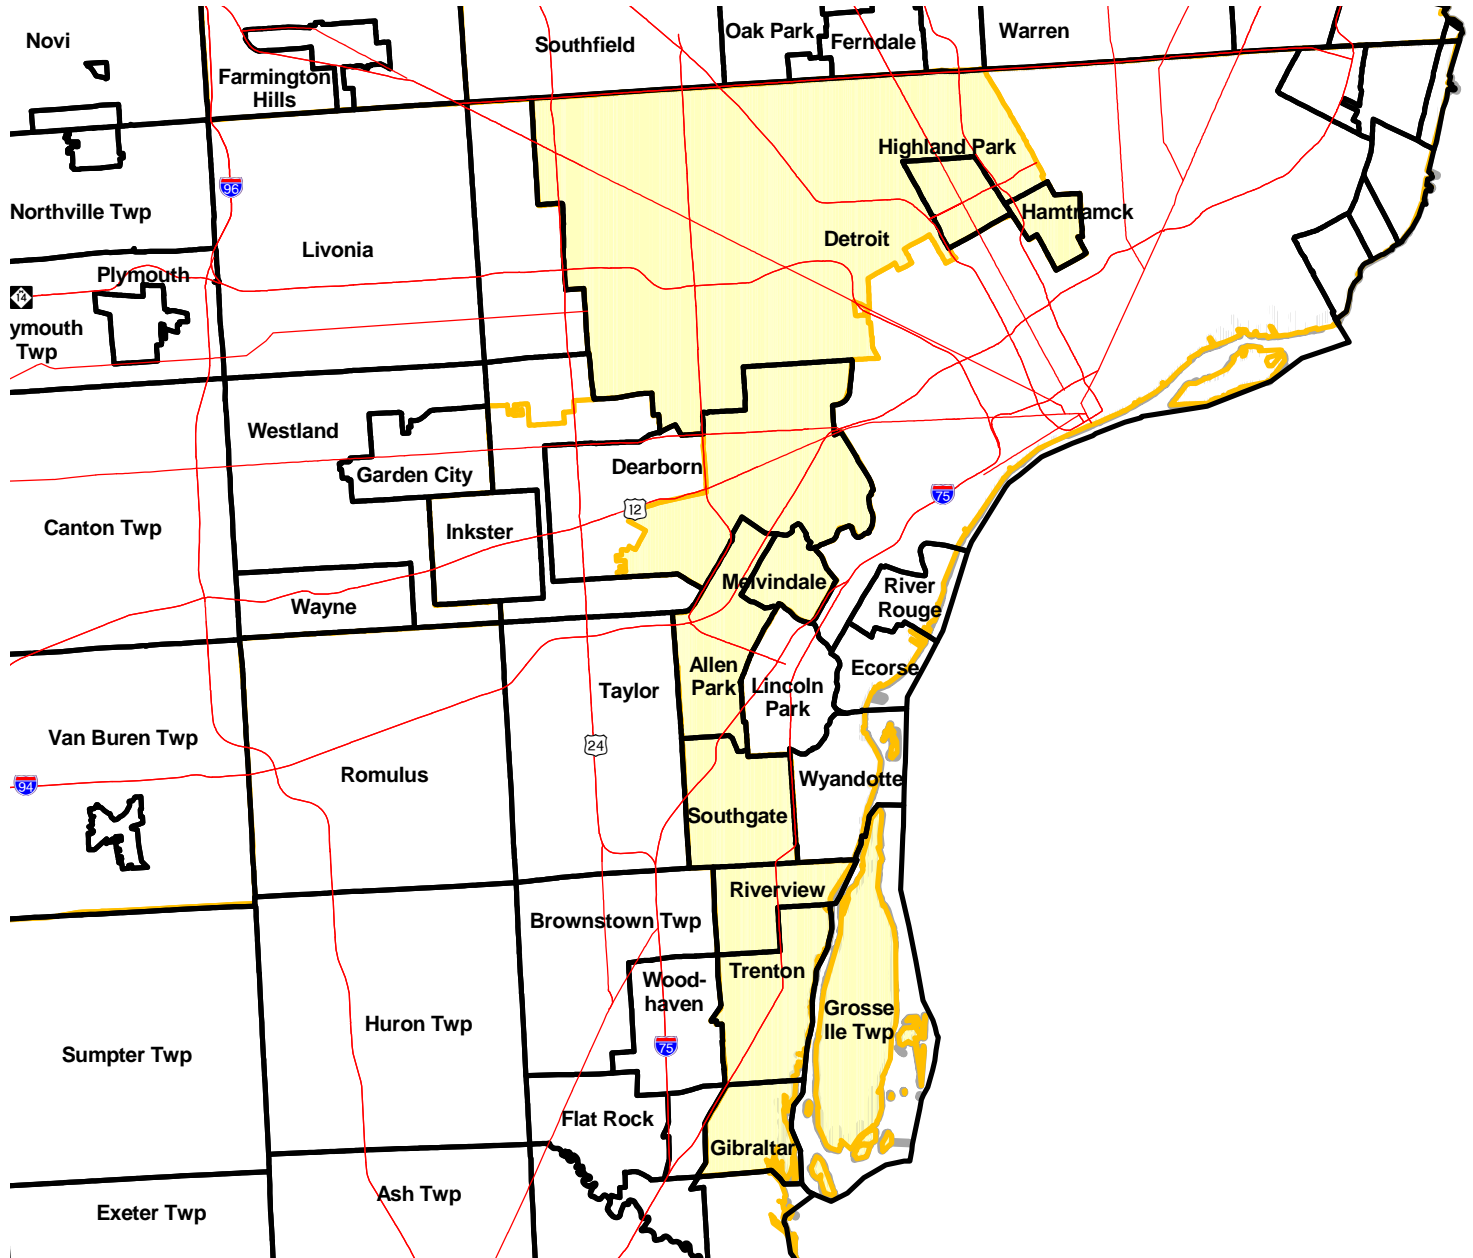 Novi
Farmington
Hills
Southfield
Oak Park
Ferndale
Warren
96
Northville Twp
Livonia
Highland Park
Hamtramck
Detroit
Plymouth
M
14
ymouth
Twp
Westland
Garden City
Dearborn
12
75
Canton Twp
Inkster
Wayne
Melvindale
River
Rouge
Allen
Park
Lincoln
Park
Ecorse
Taylor
24
Van Buren Twp
94
Romulus
Wyandotte
Southgate
Riverview
Brownstown Twp
Wood-
haven
Trenton
Grosse
Ile Twp
75
Sumpter Twp
Huron Twp
Flat Rock
Gibraltar
Ash Twp
Exeter Twp